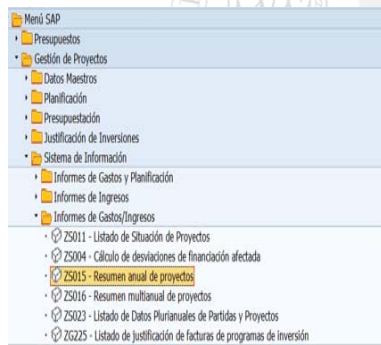 Menú SAP
Presupuestos
Gestión de Proyectos
Datos Maestros
Planificación
Presupuestación
Justificación de Inversiones
Sistema de Información
Informes de Gastos y Planificación
Informes de Ingresos
Informes de Gastos/Ingresos
ZS011 - Listado de Situación de Proyectos
ZS004 - Cálculo de desviaciones de financiación afectada
ZS015 - Resumen anual de proyectos
ZS016 - Resumen multianual de proyectos
ZS023 - Listado de Datos Plurianuales de Partidas y Proyectos
ZG225 - Listado de justificación de facturas de programas de inversión